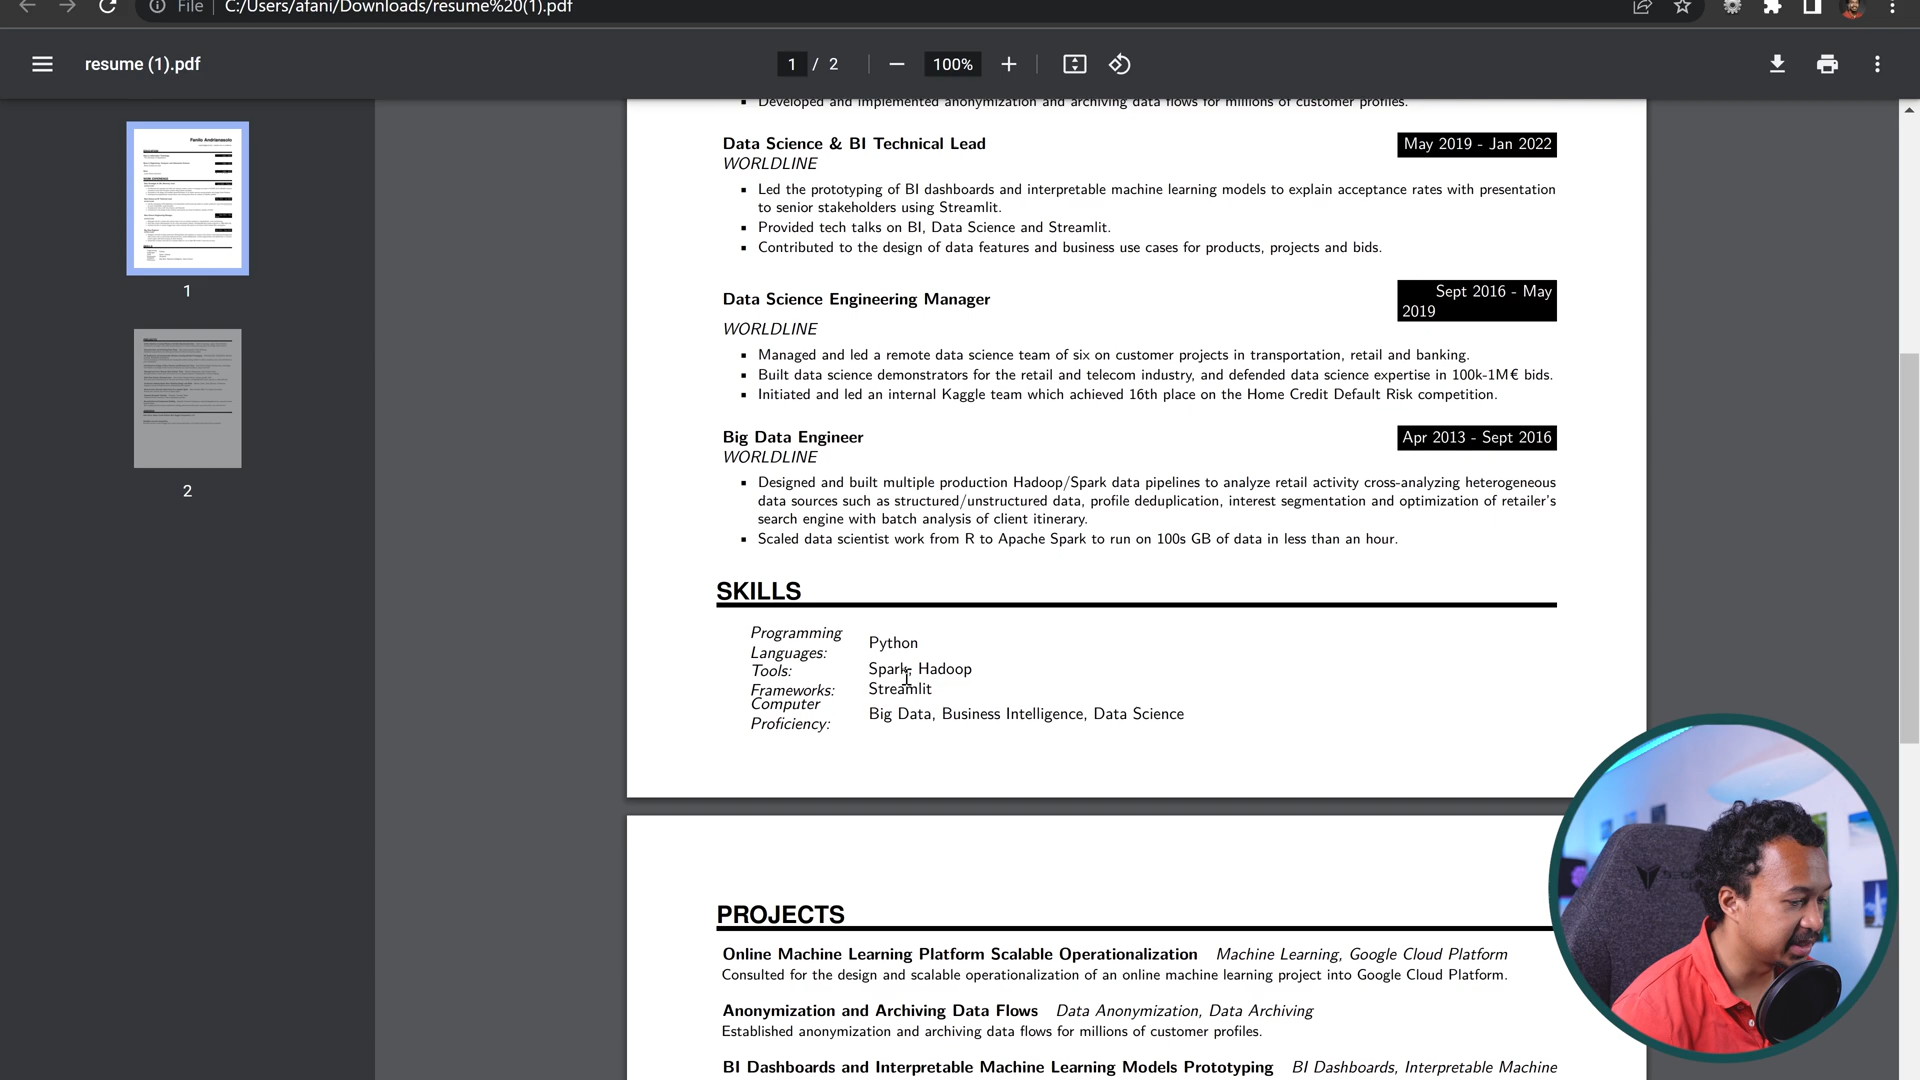 File
C:/Users/afani/Downloads/resume%20(1).pdf
resume (1).pdf
1 / 2
100%
1
2
Developed and implemented anonymization and archiving data flows for millions of customer profiles.
Data Science & BI Technical Lead
May 2019 - Jan 2022
WORLDLINE
Led the prototyping of BI dashboards and interpretable machine learning models to explain acceptance rates with presentation
to senior stakeholders using Streamlit.
Provided tech talks on BI, Data Science and Streamlit.
Contributed to the design of data features and business use cases for products, projects and bids.
Data Science Engineering Manager
Sept 2016 - May
2019
WORLDLINE
Managed and led a remote data science team of six on customer projects in transportation, retail and banking.
Built data science demonstrators for the retail and telecom industry, and defended data science expertise in 100k-1M€ bids.
Initiated and led an internal Kaggle team which achieved 16th place on the Home Credit Default Risk competition.
Big Data Engineer
Apr 2013 - Sept 2016
WORLDLINE
Designed and built multiple production Hadoop/Spark data pipelines to analyze retail activity cross-analyzing heterogeneous
data sources such as structured/unstructured data, profile deduplication, interest segmentation and optimization of retailer's
search engine with batch analysis of client itinerary.
Scaled data scientist work from R to Apache Spark to run on 100s GB of data in less than an hour.
SKILLS
Programming
Languages:
Python
Tools:
Spark, Hadoop
Frameworks:
Streamlit
Computer
Proficiency:
Big Data, Business Intelligence, Data Science
PROJECTS
Online Machine Learning Platform Scalable Operationalization Machine Learning, Google Cloud Platform
Consulted for the design and scalable operationalization of an online machine learning project into Google Cloud Platform.
Anonymization and Archiving Data Flows Data Anonymization, Data Archiving
Established anonymization and archiving data flows for millions of customer profiles.
BI Dashboards and Interpretable Machine Learning Models Prototyping BI Dashboards, Interpretable Machine